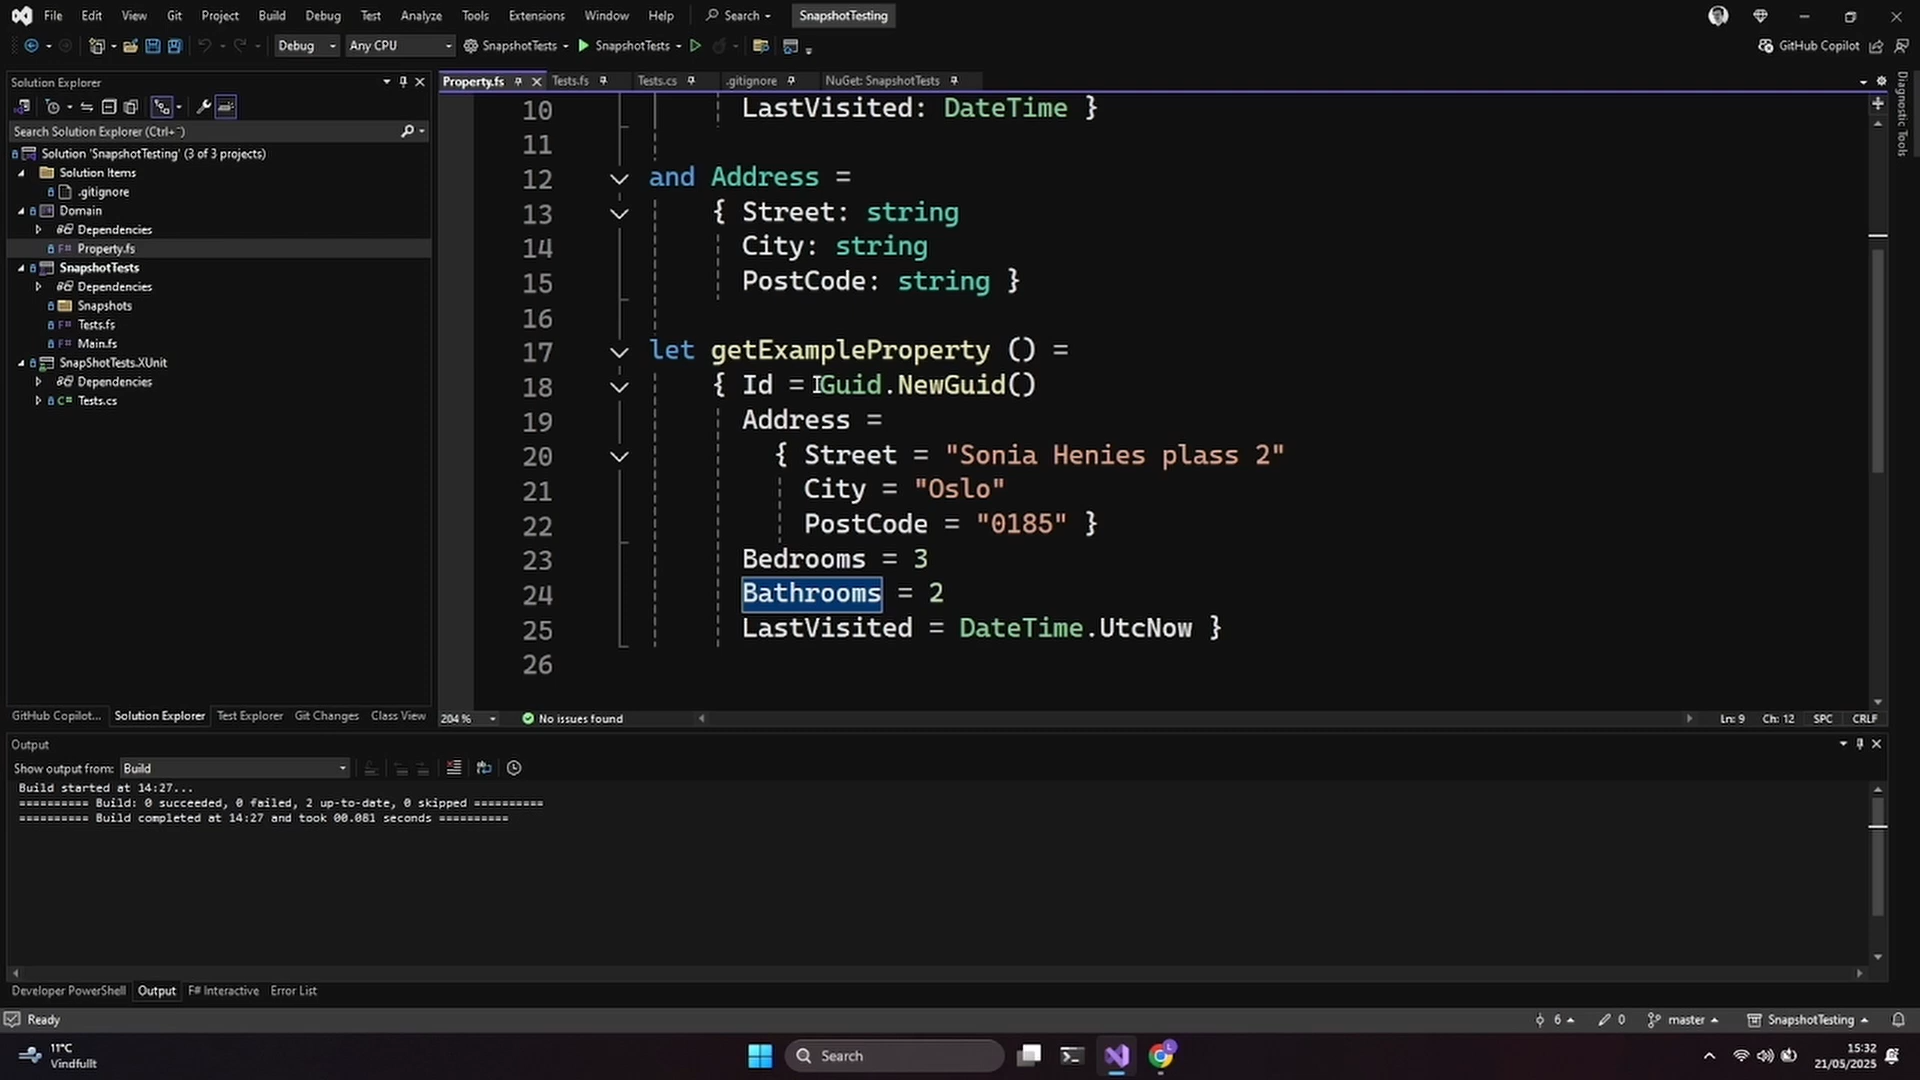 File Edit View Git Project Build Debug Test Analyze Tools Extensions Window Help Search SnapshotTesting
Debug Any CPU SnapshotTests SnapshotTests GitHub Copilot
Solution Explorer
Search Solution Explorer (Ctrl+¨)
Solution 'SnapshotTesting' (3 of 3 projects)
Solution Items
.gitignore
Domain
Dependencies
F# Property.fs
SnapshotTests
Dependencies
Snapshots
F# Tests.fs
F# Main.fs
SnapShotTests.XUnit
Dependencies
C# Tests.cs
GitHub Copilot... Solution Explorer Test Explorer Git Changes Class View
Property.fs Tests.fs Tests.cs .gitignore NuGet: SnapshotTests
10 LastVisited: DateTime }
11
12 and Address =
13 { Street: string
14 City: string
15 PostCode: string }
16
17 let getExampleProperty () =
18 { Id = Guid.NewGuid()
19 Address =
20 { Street = "Sonia Henies plass 2"
21 City = "Oslo"
22 PostCode = "0185" }
23 Bedrooms = 3
24 Bathrooms = 2
25 LastVisited = DateTime.UtcNow }
26
204 % No issues found Ln: 9 Ch: 12 SPC CRLF
Diagnostic Tools
Output
Show output from: Build
Build started at 14:27...
========== Build: 0 succeeded, 0 failed, 2 up-to-date, 0 skipped ==========
========== Build completed at 14:27 and took 00.081 seconds ==========
Developer PowerShell Output F# Interactive Error List
Ready 6 0 master SnapshotTesting
11°C
Vindfullt
Search
L
15:32
21/05/2025